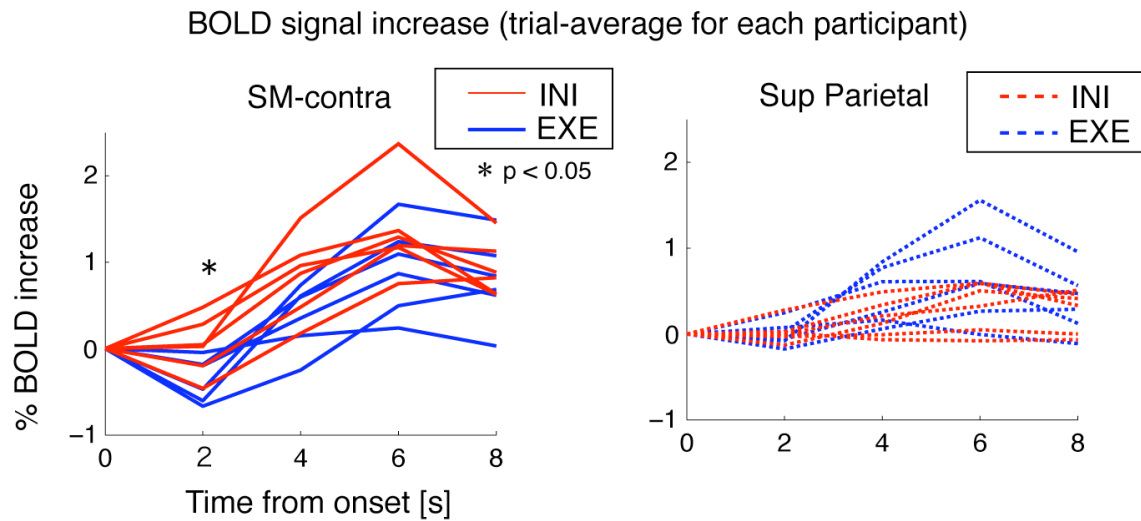 BOLD signal increase (trial-average for each participant)
SM-contra
INI
EXE
* p < 0.05
*
% BOLD increase
2
1
0
−1
0 2 4 6 8
Time from onset [s]
Sup Parietal
INI
EXE
2
1
0
−1
0 2 4 6 8